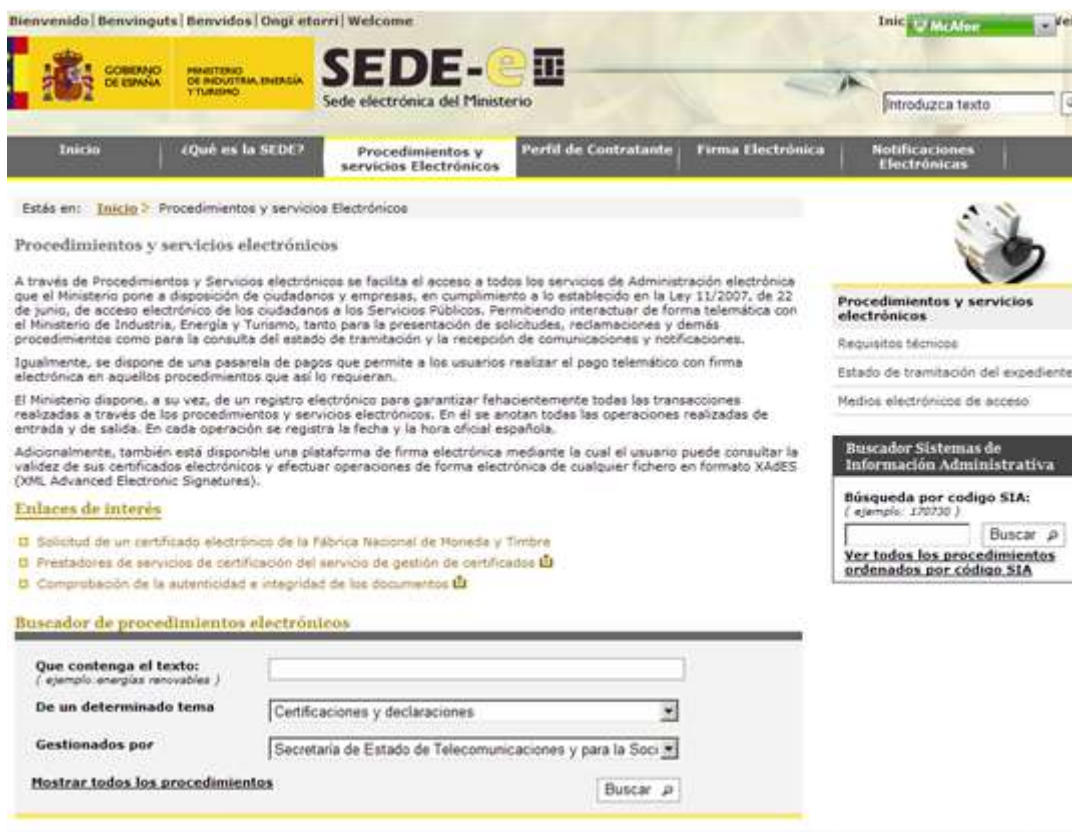 Bienvenido | Benvinguts | Benvidos | Ongi etorri | Welcome
Inic
McAfee
GOBIERNO
DE ESPAÑA
MINISTERIO
DE INDUSTRIA, ENERGÍA
Y TURISMO
SEDE-e
Sede electrónica del Ministerio
Introduzca texto
Inicio
¿Qué es la SEDE?
Procedimientos y
servicios Electrónicos
Perfil de Contratante
Firma Electrónica
Notificaciones
Electrónicas
Estás en: Inicio > Procedimientos y servicios Electrónicos
Procedimientos y servicios electrónicos
A través de Procedimientos y Servicios electrónicos se facilita el acceso a todos los servicios de Administración electrónica
que el Ministerio pone a disposición de ciudadanos y empresas, en cumplimiento a lo establecido en la Ley 11/2007, de 22
de junio, de acceso electrónico de los ciudadanos a los Servicios Públicos. Permitiendo interactuar de forma telemática con
el Ministerio de Industria, Energía y Turismo, tanto para la presentación de solicitudes, reclamaciones y demás
procedimientos como para la consulta del estado de tramitación y la recepción de comunicaciones y notificaciones.
Igualmente, se dispone de una pasarela de pagos que permite a los usuarios realizar el pago telemático con firma
electrónica en aquellos procedimientos que así lo requieran.
El Ministerio dispone, a su vez, de un registro electrónico para garantizar fehacientemente todas las transacciones
realizadas a través de los procedimientos y servicios electrónicos. En él se anotan todas las operaciones realizadas de
entrada y de salida. En cada operación se registra la fecha y la hora oficial española.
Adicionalmente, también está disponible una plataforma de firma electrónica mediante la cual el usuario puede consultar la
validez de sus certificados electrónicos y efectuar operaciones de forma electrónica de cualquier fichero en formato XAdES
(XML Advanced Electronic Signatures).
Enlaces de interés
Solicitud de un certificado electrónico de la Fábrica Nacional de Moneda y Timbre
Prestadores de servicios de certificación del servicio de gestión de certificados
Comprobación de la autenticidad e integridad de los documentos
Buscador de procedimientos electrónicos
Que contenga el texto:
( ejemplo: energías renovables )
De un determinado tema
Certificaciones y declaraciones
Gestionados por
Secretaría de Estado de Telecomunicaciones y para la Soci
Mostrar todos los procedimientos
Buscar
Procedimientos y servicios
electrónicos
Requisitos técnicos
Estado de tramitación del expediente
Medios electrónicos de acceso
Buscador Sistemas de
Información Administrativa
Búsqueda por codigo SIA:
( ejemplo: 170730 )
Buscar
Ver todos los procedimientos
ordenados por código SIA